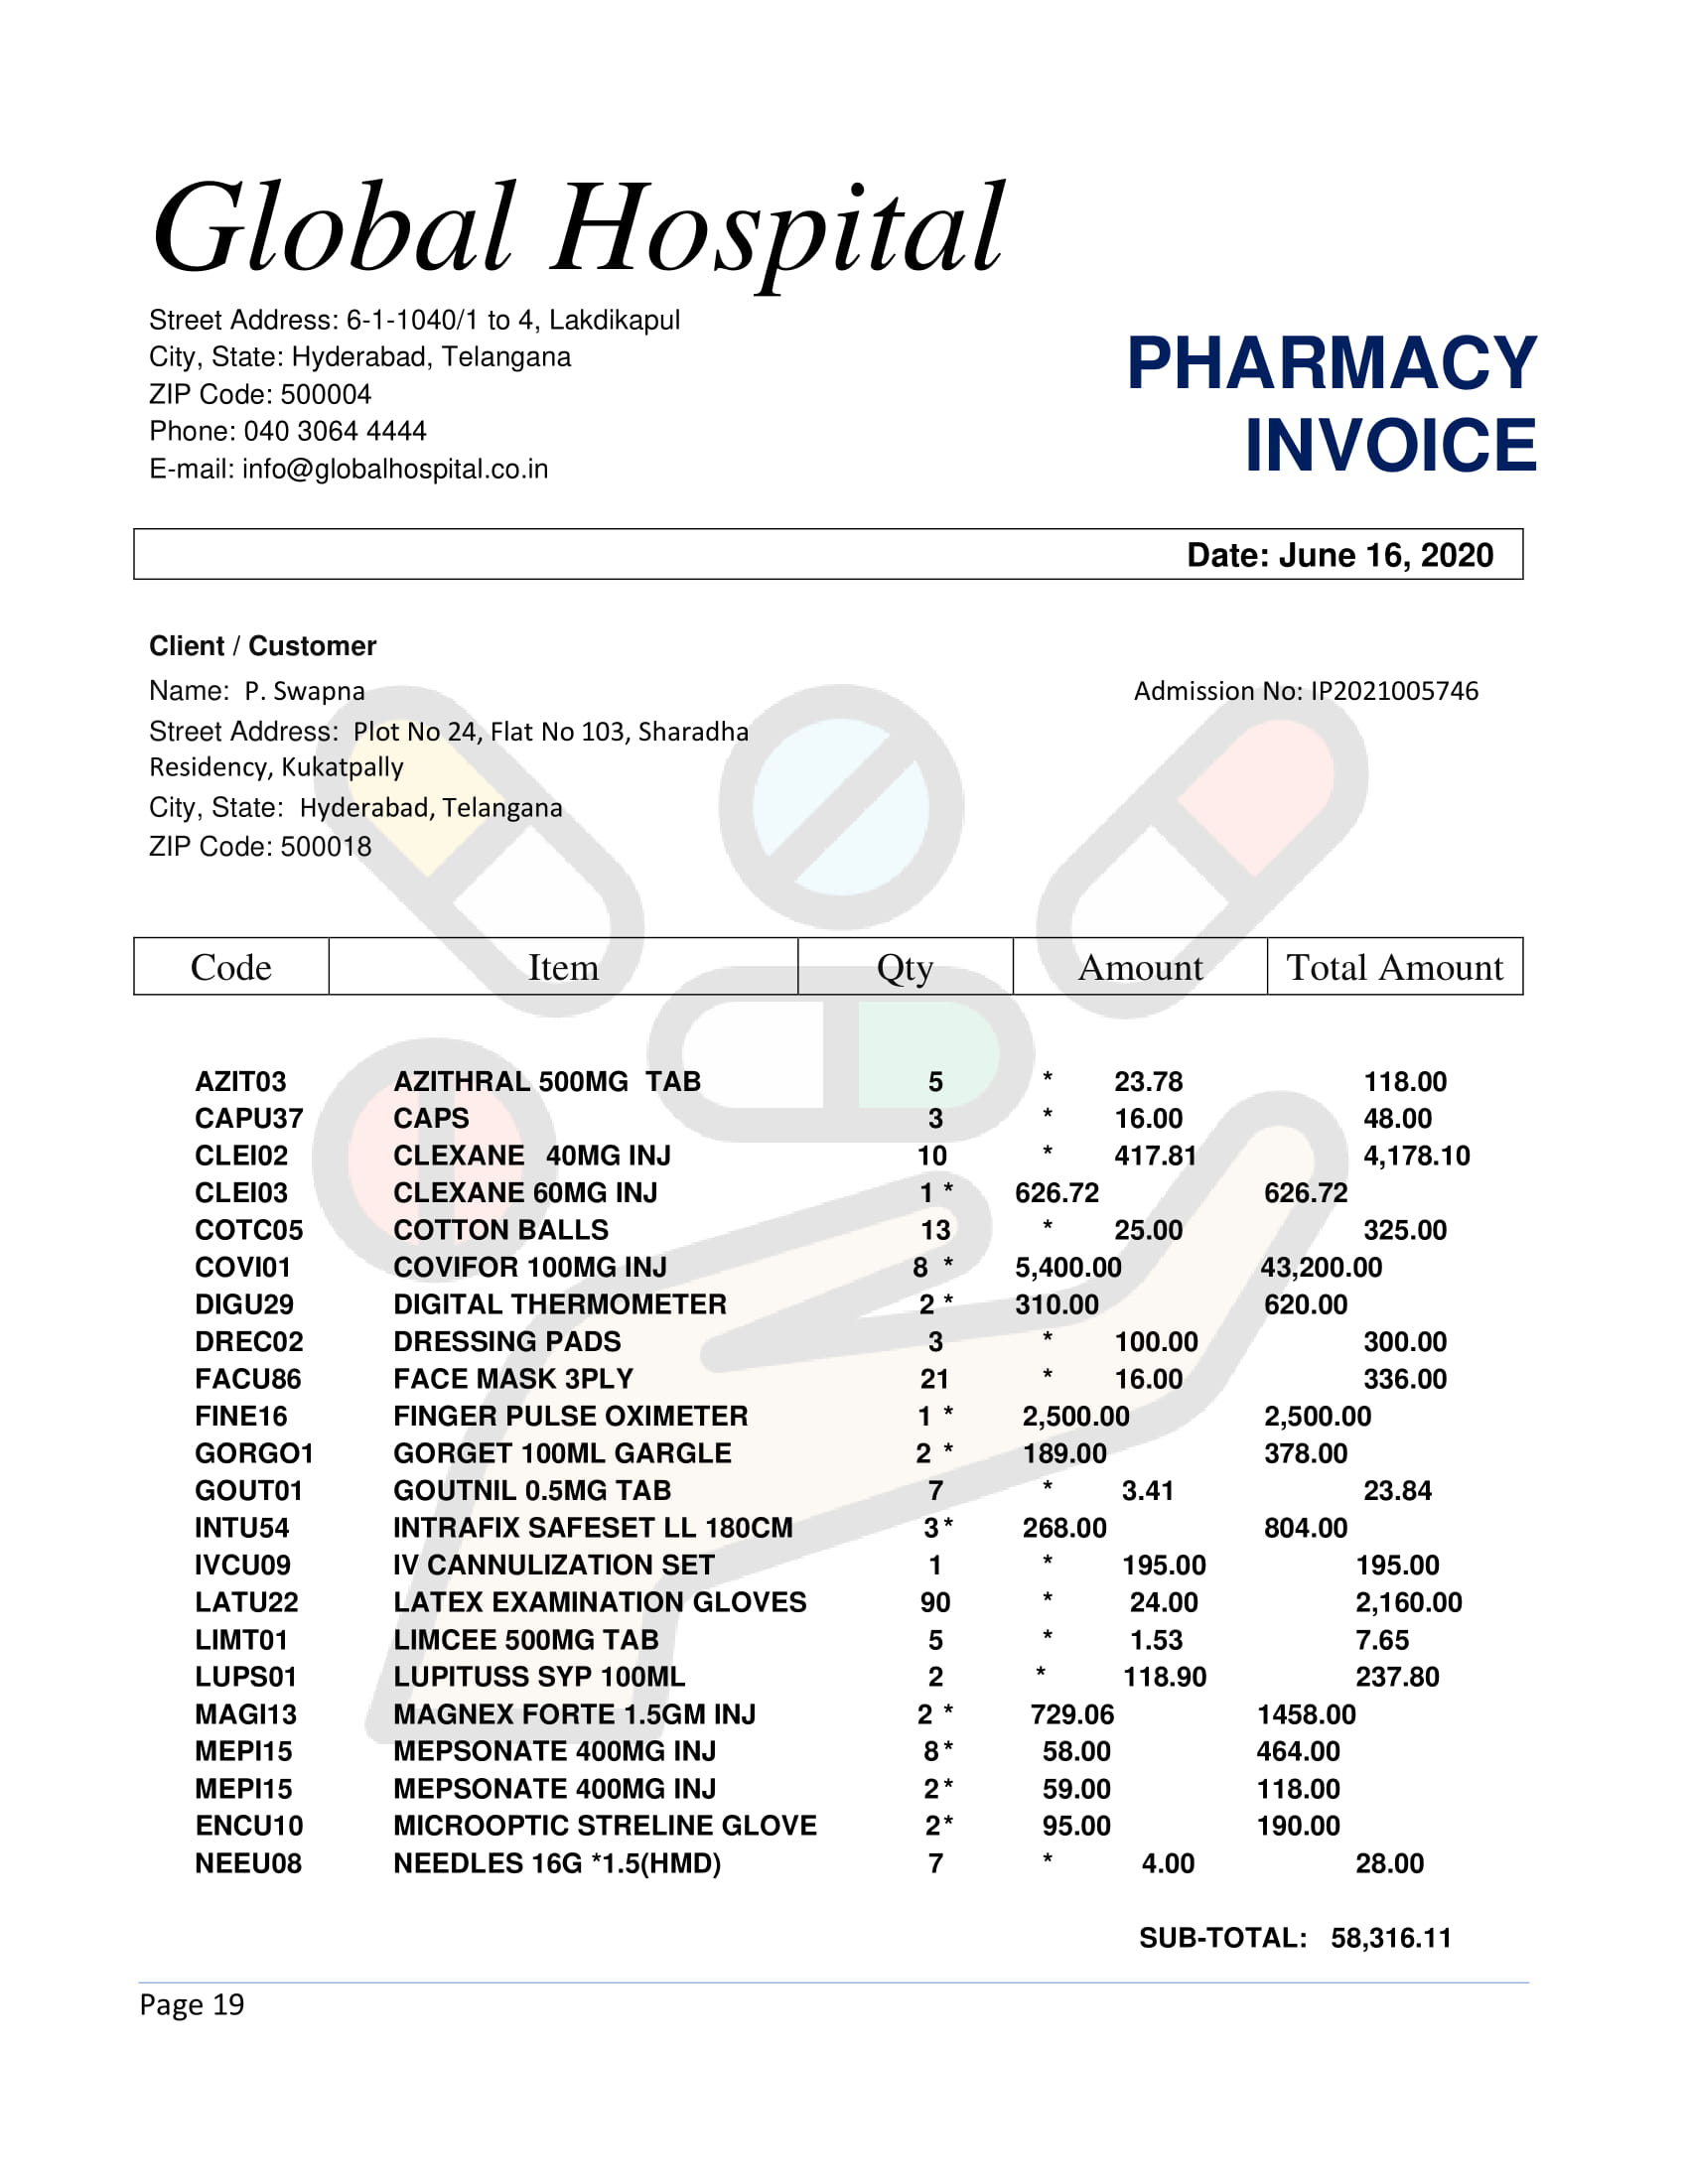 Global Hospital
Street Address: 6-1-1040/1 to 4, Lakdikapul
City, State: Hyderabad, Telangana
ZIP Code: 500004
Phone: 040 3064 4444
E-mail: info@globalhospital.co.in
PHARMACY
INVOICE
Date: June 16, 2020
Client / Customer
Name: P. Swapna Admission No: IP2021005746
Street Address: Plot No 24, Flat No 103, Sharadha
Residency, Kukatpally
City, State: Hyderabad, Telangana
ZIP Code: 500018
Code Item Qty Amount Total Amount
AZIT03 AZITHRAL 500MG TAB 5 * 23.78 118.00
CAPU37 CAPS 3 * 16.00 48.00
CLEI02 CLEXANE 40MG INJ 10 * 417.81 4,178.10
CLEI03 CLEXANE 60MG INJ 1 * 626.72 626.72
COTC05 COTTON BALLS 13 * 25.00 325.00
COVI01 COVIFOR 100MG INJ 8 * 5,400.00 43,200.00
DIGU29 DIGITAL THERMOMETER 2 * 310.00 620.00
DREC02 DRESSING PADS 3 * 100.00 300.00
FACU86 FACE MASK 3PLY 21 * 16.00 336.00
FINE16 FINGER PULSE OXIMETER 1 * 2,500.00 2,500.00
GORGO1 GORGET 100ML GARGLE 2 * 189.00 378.00
GOUT01 GOUTNIL 0.5MG TAB 7 * 3.41 23.84
INTU54 INTRAFIX SAFESET LL 180CM 3 * 268.00 804.00
IVCU09 IV CANNULIZATION SET 1 * 195.00 195.00
LATU22 LATEX EXAMINATION GLOVES 90 * 24.00 2,160.00
LIMT01 LIMCEE 500MG TAB 5 * 1.53 7.65
LUPS01 LUPITUSS SYP 100ML 2 * 118.90 237.80
MAGI13 MAGNEX FORTE 1.5GM INJ 2 * 729.06 1458.00
MEPI15 MEPSONATE 400MG INJ 8 * 58.00 464.00
MEPI15 MEPSONATE 400MG INJ 2 * 59.00 118.00
ENCU10 MICROOPTIC STRELINE GLOVE 2 * 95.00 190.00
NEEU08 NEEDLES 16G *1.5(HMD) 7 * 4.00 28.00
SUB-TOTAL: 58,316.11
Page 19